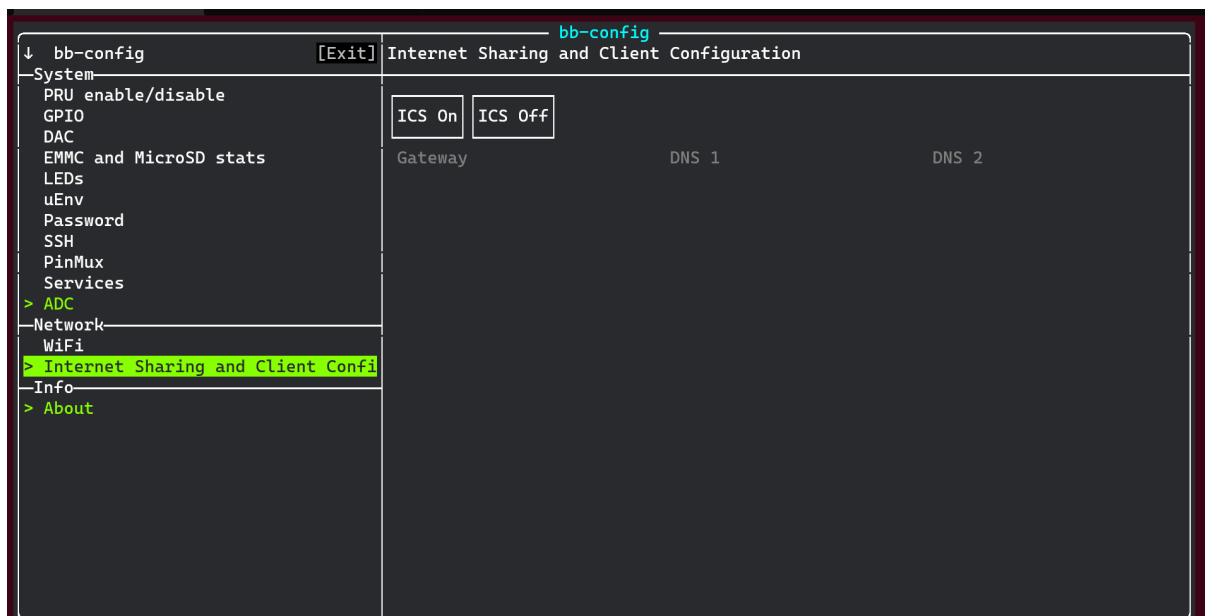 bb-config
↓ bb-config [Exit] Internet Sharing and Client Configuration
System
PRU enable/disable
GPIO
ICS On ICS Off
DAC
EMMC and MicroSD stats
Gateway DNS 1 DNS 2
LEDs
uEnv
Password
SSH
PinMux
Services
> ADC
Network
WiFi
> Internet Sharing and Client Confi
Info
> About